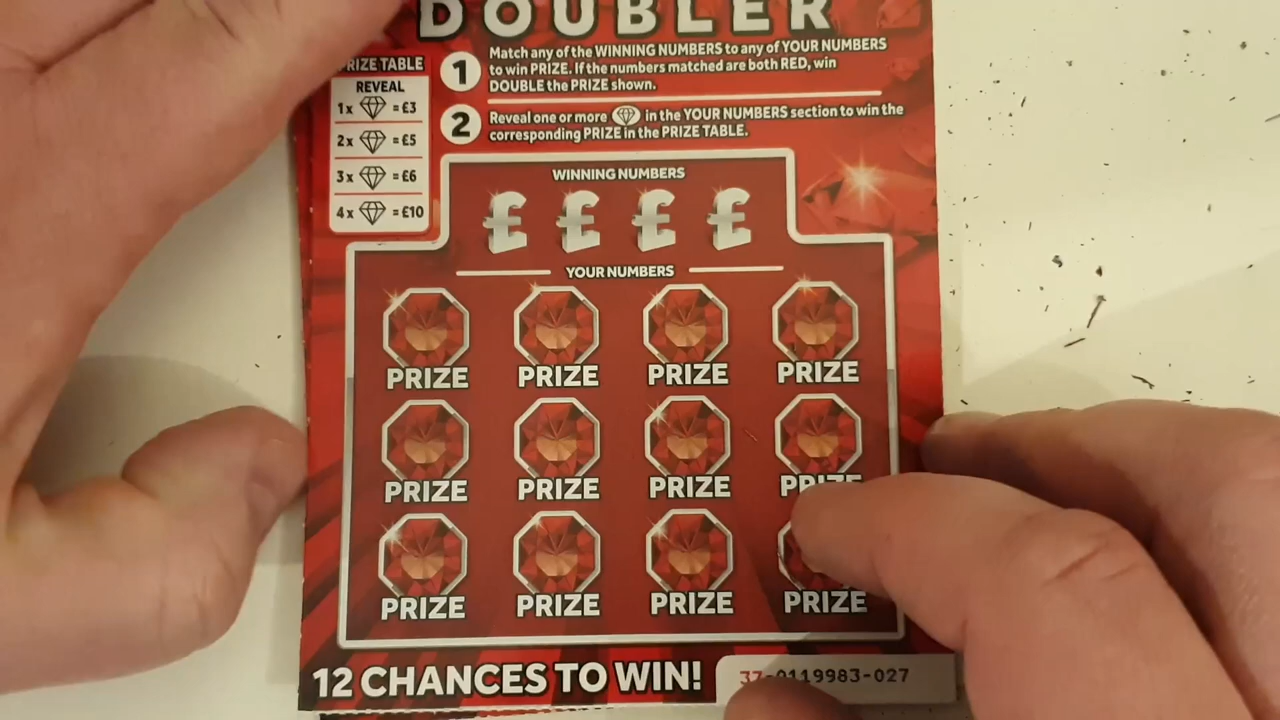 DOUBLER
PRIZE TABLE
REVEAL
1x = £3
2x = £5
3x = £6
4x = £10
1 Match any of the WINNING NUMBERS to any of YOUR NUMBERS
to win PRIZE. If the numbers matched are both RED, win
DOUBLE the PRIZE shown.
2 Reveal one or more in the YOUR NUMBERS section to win the
corresponding PRIZE in the PRIZE TABLE.
WINNING NUMBERS
£ £ £ £
YOUR NUMBERS
PRIZE PRIZE PRIZE PRIZE
PRIZE PRIZE PRIZE PRIZE
PRIZE PRIZE PRIZE PRIZE
12 CHANCES TO WIN!
37-0119983-027